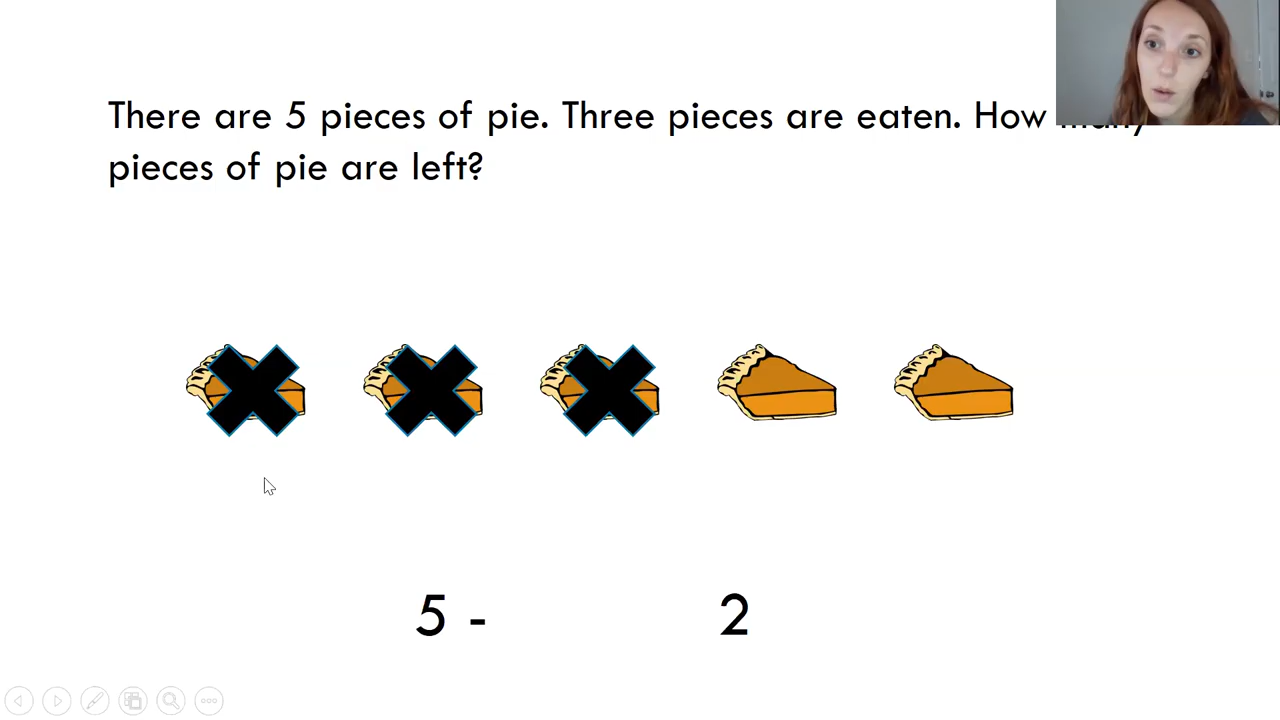 There are 5 pieces of pie. Three pieces are eaten. How
pieces of pie are left?
5 - 2